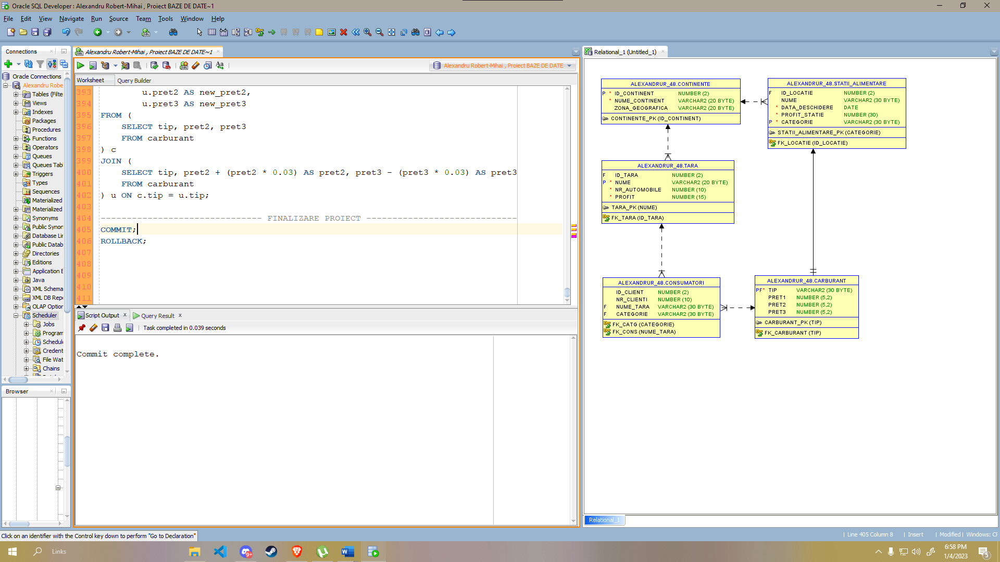 Oracle SQL Developer : Alexandru Robert-Mihai , Proiect BAZE DE DATE~1
File Edit View Navigate Run Source Team Tools Window Help
Connections
Oracle Connections
Alexandru Robe
Tables (Filte
Views
Indexes
Packages
Procedures
Functions
Operators
Queues
Queues Tab
Triggers
Types
Sequences
Materialized
Materialized
Synonyms
Public Synon
Database Lin
Public Datab
Directories
Editions
Application E
Java
XML Schema
XML DB Repo
OLAP Option
Scheduler
Jobs
Program
Schedule
Credent
File Wat
Chains
Browser
Alexandru Robert-Mihai , Proiect BAZE DE DATE~1
Alexandru Robert-Mihai , Proiect BAZE DE DATE
Worksheet Query Builder
393 u.pret2 AS new_pret2,
394 u.pret3 AS new_pret3
395 FROM (
396 SELECT tip, pret2, pret3
397 FROM carburant
398 ) c
399 JOIN (
400 SELECT tip, pret2 + (pret2 * 0.03) AS pret2, pret3 - (pret3 * 0.03) AS pret3
401 FROM carburant
402 ) u ON c.tip = u.tip;
403
404 ------------------------------- FINALIZARE PROIECT -----------------------------
405 COMMIT;
406 ROLLBACK;
407
408
409
410
411
Script Output Query Result
Task completed in 0.039 seconds
Commit complete.
Relational_1 (Untitled_1)
ALEXANDRUR_48.CONTINENTE
P * ID_CONTINENT NUMBER (2)
* NUME_CONTINENT VARCHAR2 (20 BYTE)
ZONA_GEOGRAFICA VARCHAR2 (20 BYTE)
CONTINENTE_PK (ID_CONTINENT)
ALEXANDRUR_48.STATII_ALIMENTARE
F ID_LOCATIE NUMBER (2)
NUME VARCHAR2 (30 BYTE)
* DATA_DESCHIDERE DATE
* PROFIT_STATIE NUMBER (30)
P * CATEGORIE VARCHAR2 (30 BYTE)
STATII_ALIMENTARE_PK (CATEGORIE)
FK_LOCATIE (ID_LOCATIE)
ALEXANDRUR_48.TARA
F ID_TARA NUMBER (2)
P * NUME VARCHAR2 (20 BYTE)
* NR_AUTOMOBILE NUMBER (10)
* PROFIT NUMBER (15)
TARA_PK (NUME)
FK_TARA (ID_TARA)
ALEXANDRUR_48.CONSUMATORI
ID_CLIENT NUMBER (2)
NR_CLIENTI NUMBER (10)
F NUME_TARA VARCHAR2 (30 BYTE)
F CATEGORIE VARCHAR2 (30 BYTE)
FK_CATG (CATEGORIE)
FK_CONS (NUME_TARA)
ALEXANDRUR_48.CARBURANT
PF* TIP VARCHAR2 (30 BYTE)
PRET1 NUMBER (5,2)
PRET2 NUMBER (5,2)
PRET3 NUMBER (5,2)
CARBURANT_PK (TIP)
FK_CARBURANT (TIP)
Relational_1
Click on an identifier with the Control key down to perform "Go to Declaration"
Line 405 Column 8 | Insert | Modified | Windows: CF
Links
9+
6:58 PM
1/4/2023
5